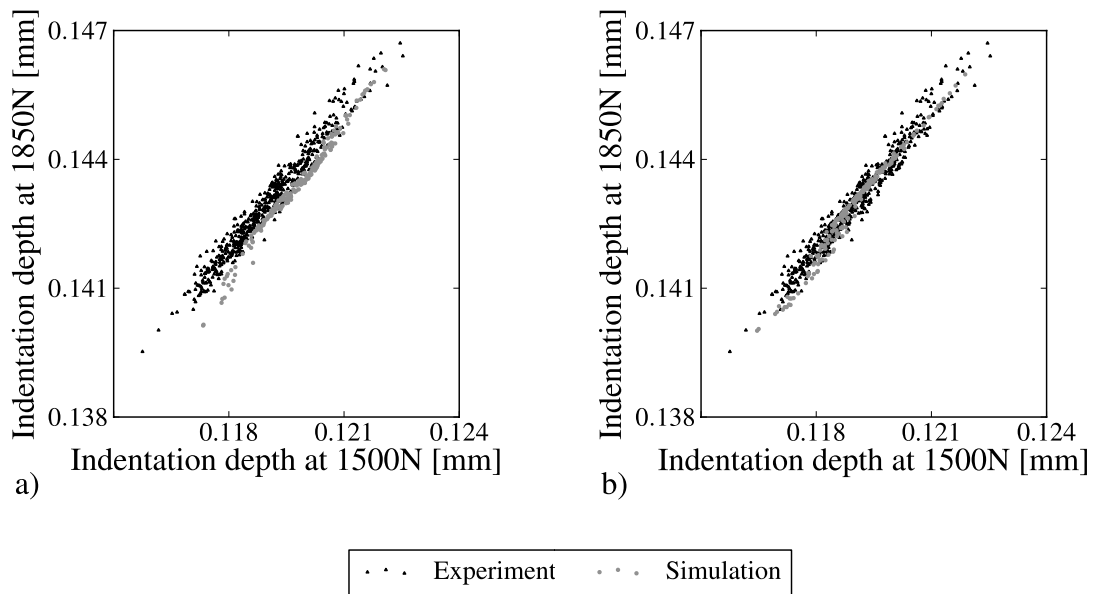 0.147
0.144
0.141
0.138
0.118 0.121 0.124
Indentation depth at 1850N [mm]
Indentation depth at 1500N [mm]
a)
0.147
0.144
0.141
0.138
0.118 0.121 0.124
Indentation depth at 1850N [mm]
Indentation depth at 1500N [mm]
b)
Experiment Simulation